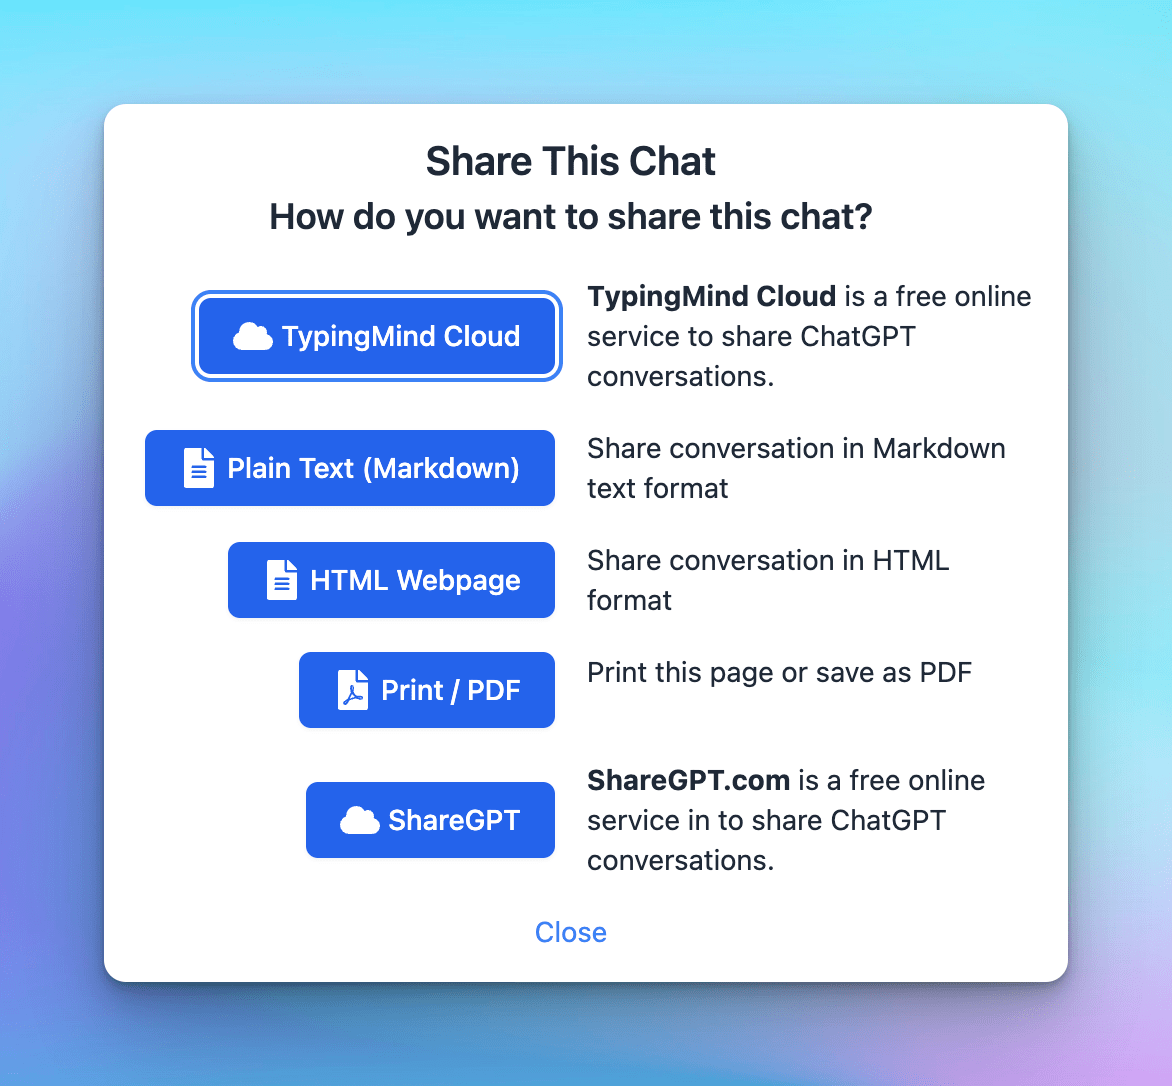 Share This Chat
How do you want to share this chat?
TypingMind Cloud
TypingMind Cloud is a free online
service to share ChatGPT
conversations.
Plain Text (Markdown)
Share conversation in Markdown
text format
HTML Webpage
Share conversation in HTML
format
Print / PDF
Print this page or save as PDF
ShareGPT
ShareGPT.com is a free online
service in to share ChatGPT
conversations.
Close